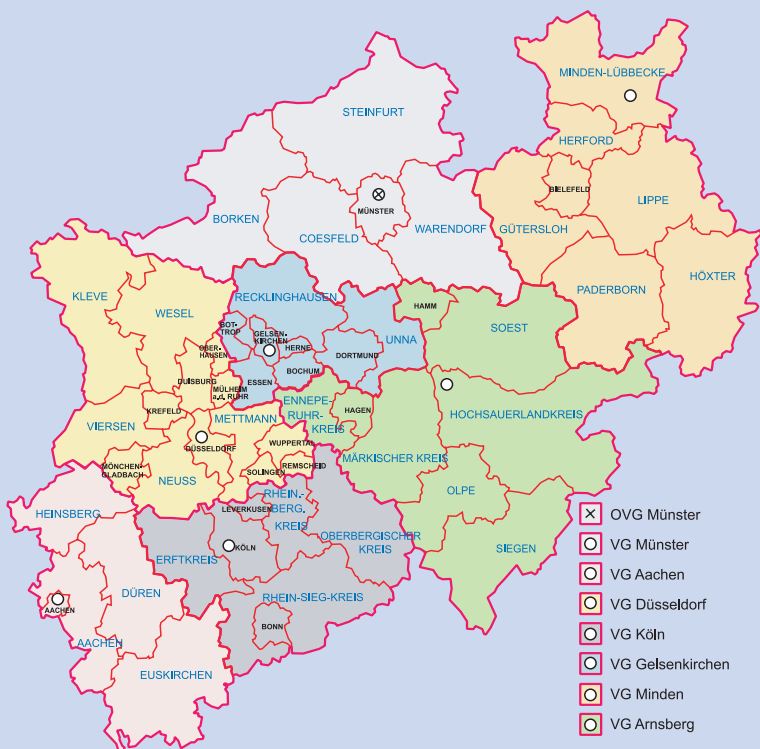 MINDEN-LÜBBECKE
STEINFURT
HERFORD
BIELEFELD
LIPPE
MÜNSTER
BORKEN
WARENDORF
GÜTERSLOH
COESFELD
HÖXTER
PADERBORN
KLEVE
RECKLINGHAUSEN
WESEL
HAMM
SOEST
BOT-
TROP
GELSEN-
KIRCHEN
UNNA
OBER-
HAUSEN
HERNE
DORTMUND
BOCHUM
DUISBURG
ESSEN
MÜLHEIM
a.d. RUHR
ENNEPE-
RUHR-
KREIS
HAGEN
KREFELD
HOCHSAUERLANDKREIS
METTMANN
VIERSEN
WUPPERTAL
DÜSSELDORF
MÄRKISCHER KREIS
MÖNCHEN-
GLADBACH
REMSCHEID
SOLINGEN
NEUSS
OLPE
RHEIN.-
BERG.
KREIS
LEVERKUSEN
HEINSBERG
OBERBERGISCHER
KREIS
KÖLN
ERFTKREIS
SIEGEN
DÜREN
RHEIN-SIEG-KREIS
AACHEN
BONN
AACHEN
EUSKIRCHEN
OVG Münster
VG Münster
VG Aachen
VG Düsseldorf
VG Köln
VG Gelsenkirchen
VG Minden
VG Arnsberg